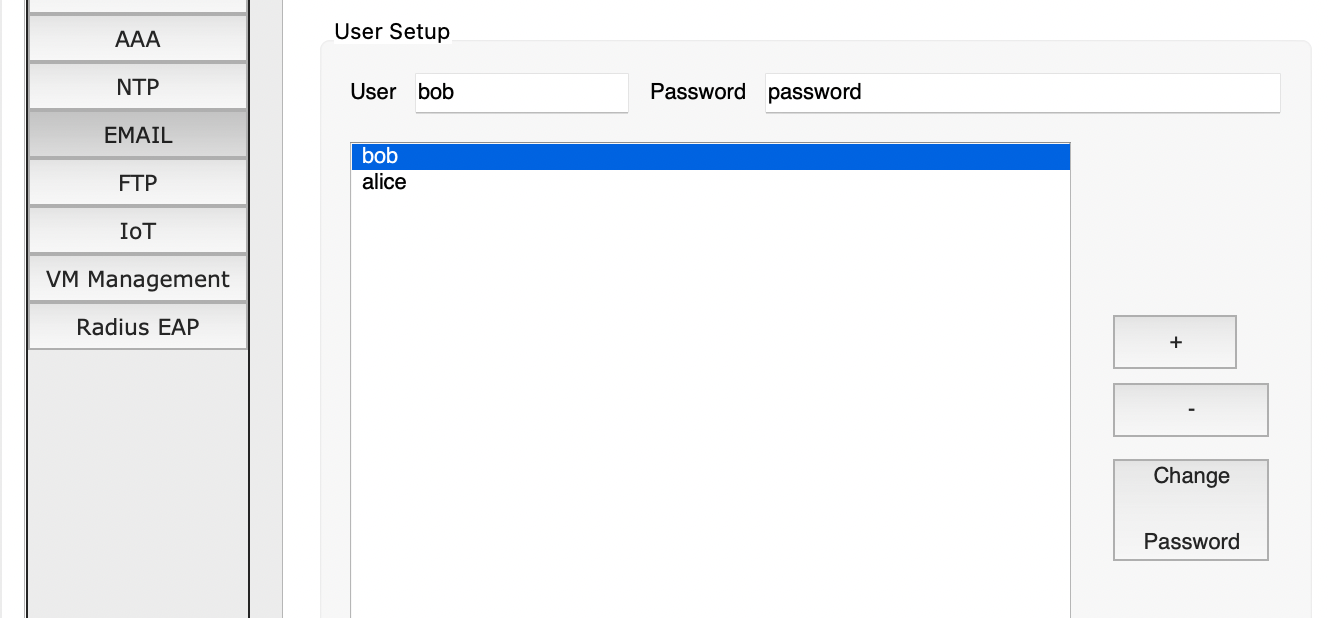 AAA
NTP
EMAIL
FTP
IoT
VM Management
Radius EAP
User Setup
User bob Password password
bob
alice
+
-
Change
Password